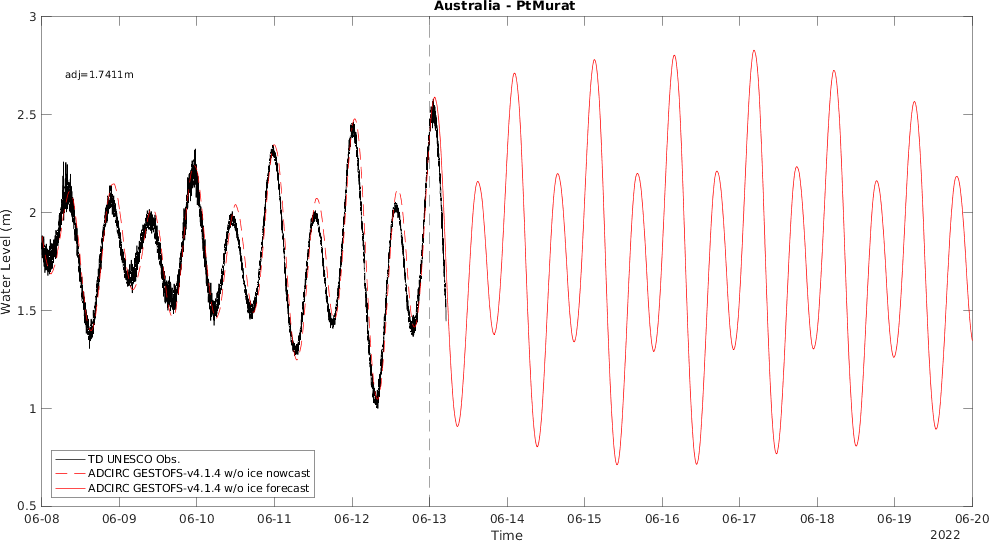 Australia - PtMurat
3
adj=1.7411m
2.5
2
Water Level (m)
1.5
1
TD UNESCO Obs.
ADCIRC GESTOFS-v4.1.4 w/o ice nowcast
ADCIRC GESTOFS-v4.1.4 w/o ice forecast
0.5
06-08 06-09 06-10 06-11 06-12 06-13 06-14 06-15 06-16 06-17 06-18 06-19 06-20
Time
2022